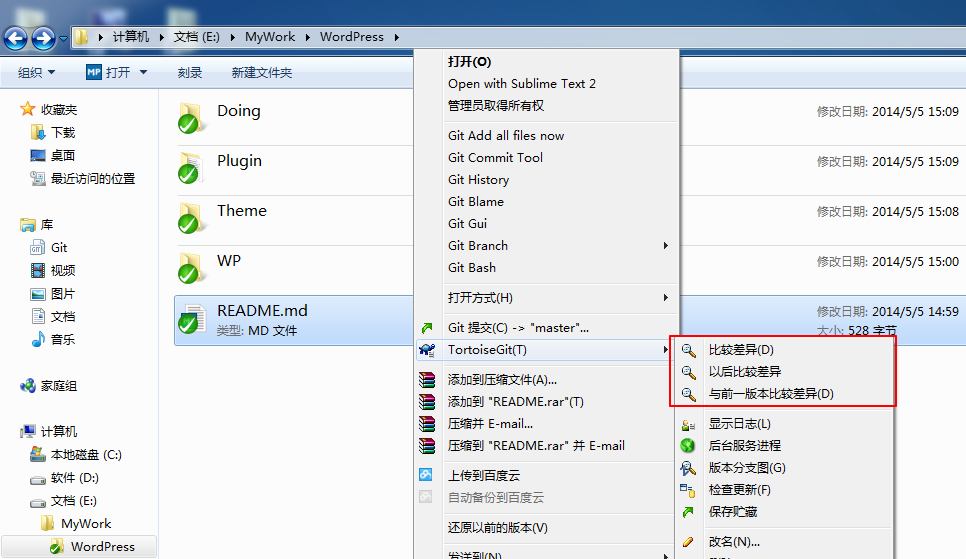 计算机 文档 (E:) MyWork WordPress
组织 打开 刻录 新建文件夹
收藏夹
下载
桌面
最近访问的位置
库
Git
视频
图片
文档
音乐
家庭组
计算机
本地磁盘 (C:)
软件 (D:)
文档 (E:)
MyWork
WordPress
Doing
修改日期: 2014/5/5 15:09
Plugin
修改日期: 2014/5/5 15:09
Theme
修改日期: 2014/5/5 15:08
WP
修改日期: 2014/5/5 15:00
README.md
修改日期: 2014/5/5 14:59
类型: MD 文件
大小: 528 字节
打开(O)
Open with Sublime Text 2
管理员取得所有权
Git Add all files now
Git Commit Tool
Git History
Git Blame
Git Gui
Git Branch
Git Bash
打开方式(H)
Git 提交(C) -> "master"...
TortoiseGit(T)
添加到压缩文件(A)...
添加到 "README.rar"(T)
压缩并 E-mail...
压缩到 "README.rar" 并 E-mail
上传到百度云
自动备份到百度云
还原以前的版本(V)
发送到(N)
比较差异(D)
以后比较差异
与前一版本比较差异(D)
显示日志(L)
后台服务进程
版本分支图(G)
检查更新(F)
保存贮藏
改名(N)...